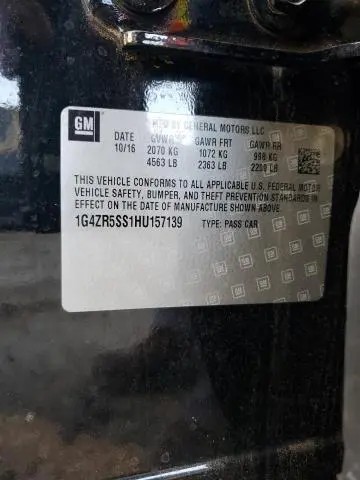 GM
MFD BY GENERAL MOTORS LLC
DATE GVWR GAWR FRT GAWR RR
10/16 2070 KG 1072 KG 998 KG
4563 LB 2363 LB 2200 LB
THIS VEHICLE CONFORMS TO ALL APPLICABLE U.S. FEDERAL MOTOR
VEHICLE SAFETY, BUMPER, AND THEFT PREVENTION STANDARDS IN
EFFECT ON THE DATE OF MANUFACTURE SHOWN ABOVE.
1G4ZR5SS1HU157139 TYPE: PASS CAR